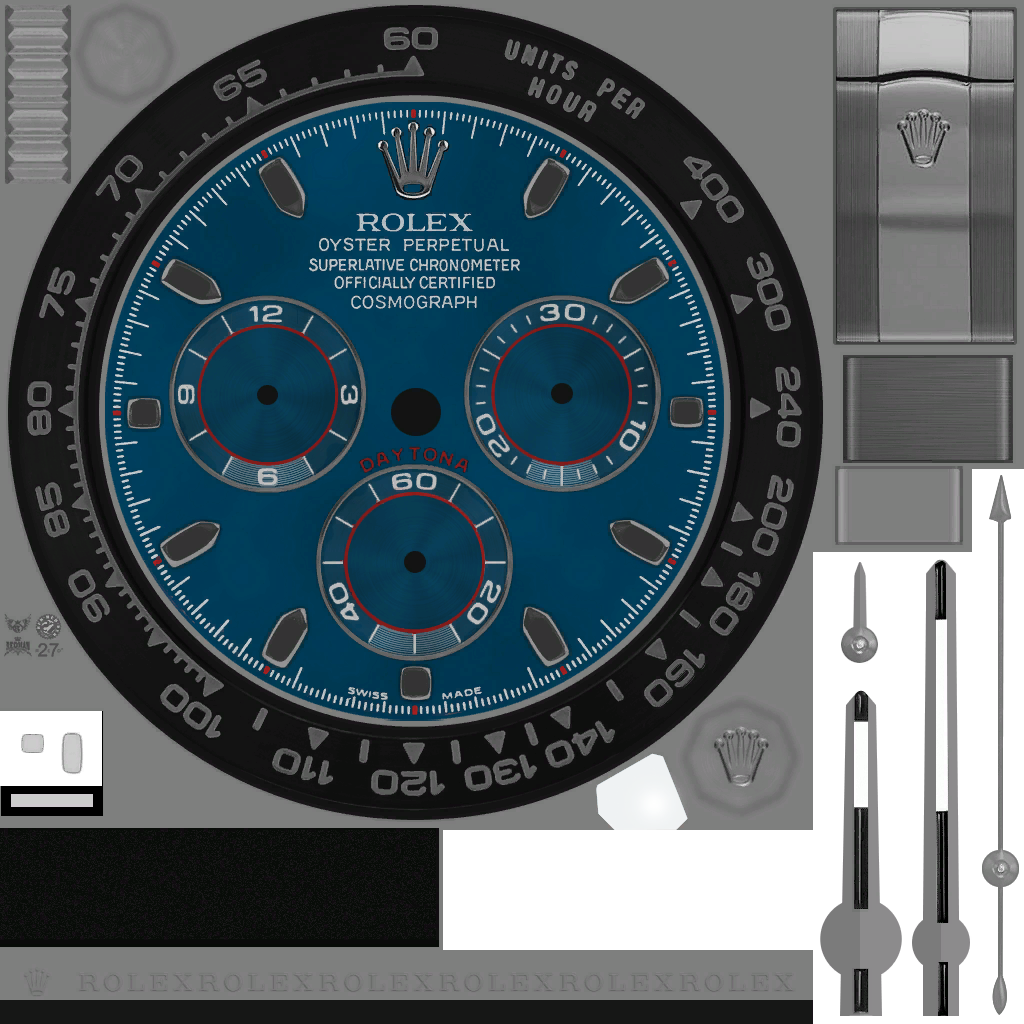 60
UNITS PER
HOUR
65
70
400
300
75
240
80
200
85
180
90
160
100
140
110
120
130
ROLEX
OYSTER PERPETUAL
SUPERLATIVE CHRONOMETER
OFFICIALLY CERTIFIED
COSMOGRAPH
12
3
6
9
30
10
20
DAYTONA
60
20
40
SWISS MADE
27
ROLEXROLEXROLEXROLEXROLEXROLEX